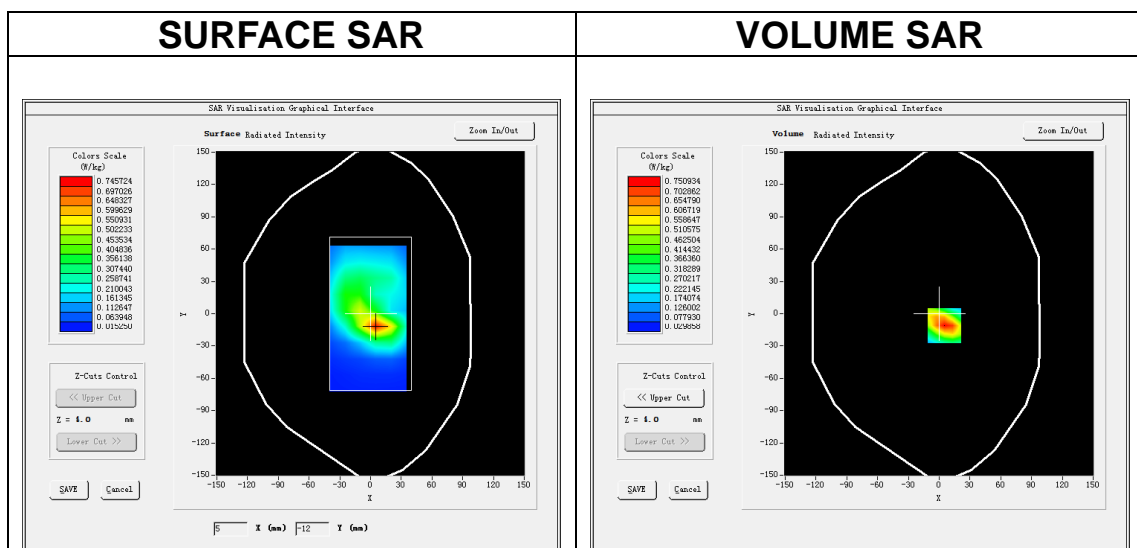 SURFACE SAR
VOLUME SAR
SAR Visualisation Graphical Interface
Surface Radiated Intensity
Zoom In/Out
Colors Scale
(W/kg)
0.745724
0.697026
0.648327
0.599629
0.550931
0.502233
0.453534
0.404836
0.356138
0.307440
0.258741
0.210043
0.161345
0.112647
0.063948
0.015250
Z-Cuts Control
<< Upper Cut
Z = 4.0 mm
Lower Cut >>
SAVE
Cancel
150
120
90
60
30
0
-30
-60
-90
-120
-150
Y
-150 -120 -90 -60 -30 0 30 60 90 120 150
X
5 X (mm) -12 Y (mm)
SAR Visualisation Graphical Interface
Volume Radiated Intensity
Zoom In/Out
Colors Scale
(W/kg)
0.750934
0.702862
0.654790
0.606719
0.558647
0.510575
0.462504
0.414432
0.366360
0.318289
0.270217
0.222145
0.174074
0.126002
0.077930
0.029858
Z-Cuts Control
<< Upper Cut
Z = 4.0 mm
Lower Cut >>
SAVE
Cancel
150
120
90
60
30
0
-30
-60
-90
-120
-150
Y
-150 -120 -90 -60 -30 0 30 60 90 120 150
X